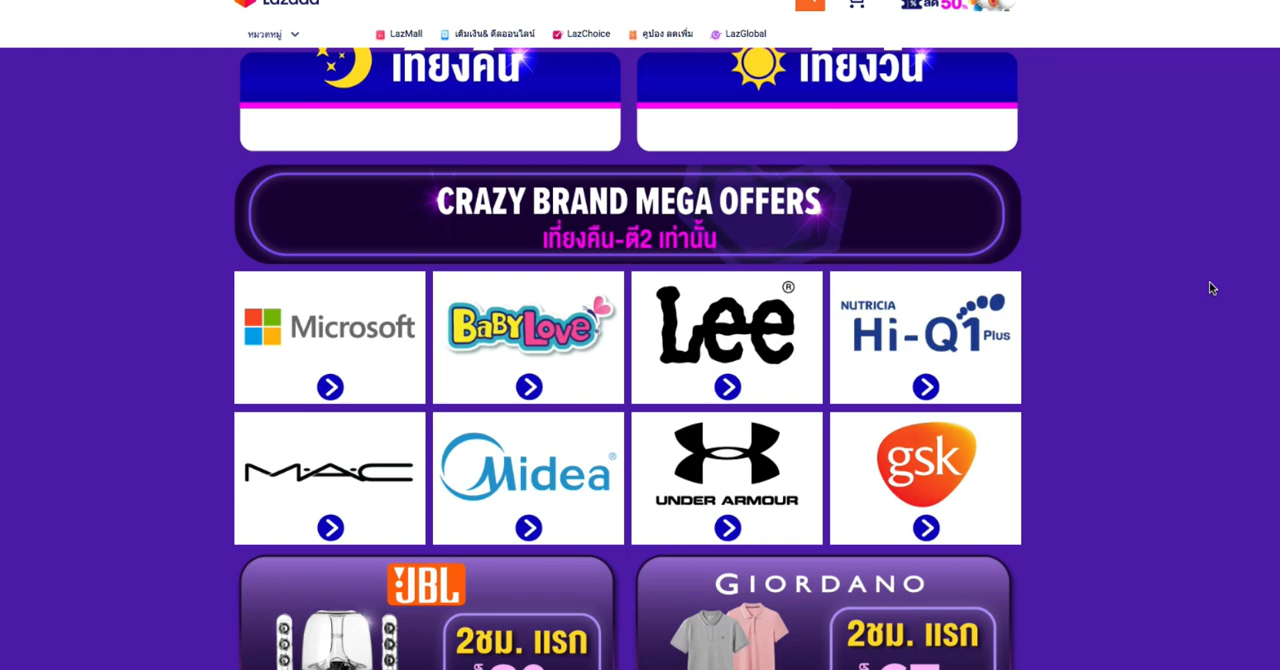 Lazada
ลด 50%
หมวดหมู่
LazMall
เติมเงิน& ดีลออนไลน์
LazChoice
คูปอง ลดเพิ่ม
LazGlobal
เที่ยงคืน
เที่ยงวัน
CRAZY BRAND MEGA OFFERS
เที่ยงคืน-ตี2 เท่านั้น
Microsoft
BABYLOVE
Lee ®
NUTRICIA
Hi-Q1 Plus
M·A·C
Midea ®
UNDER ARMOUR
gsk
JBL
2ชม. แรก
GIORDANO
2ชม. แรก